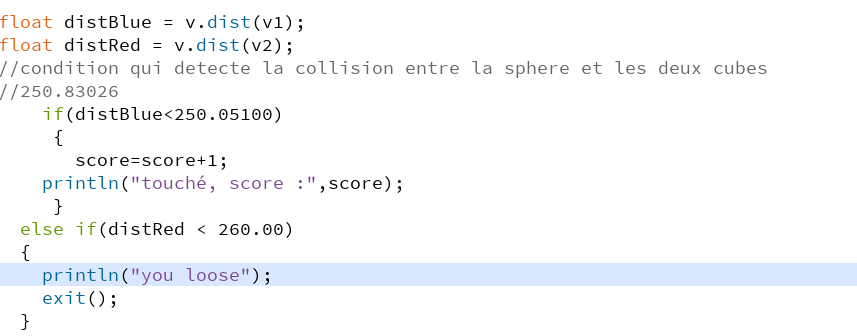 float distBlue = v.dist(v1);
float distRed = v.dist(v2);
//condition qui detecte la collision entre la sphere et les deux cubes
//250.83026
if(distBlue<250.05100)
{
score=score+1;
println("touché, score :",score);
}
else if(distRed < 260.00)
{
println("you loose");
exit();
}